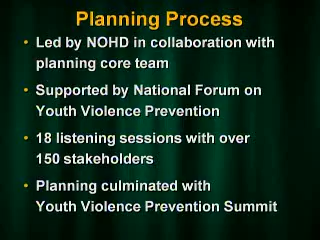 Planning Process
• Led by NOHD in collaboration with
planning core team
• Supported by National Forum on
Youth Violence Prevention
• 18 listening sessions with over
150 stakeholders
• Planning culminated with
Youth Violence Prevention Summit